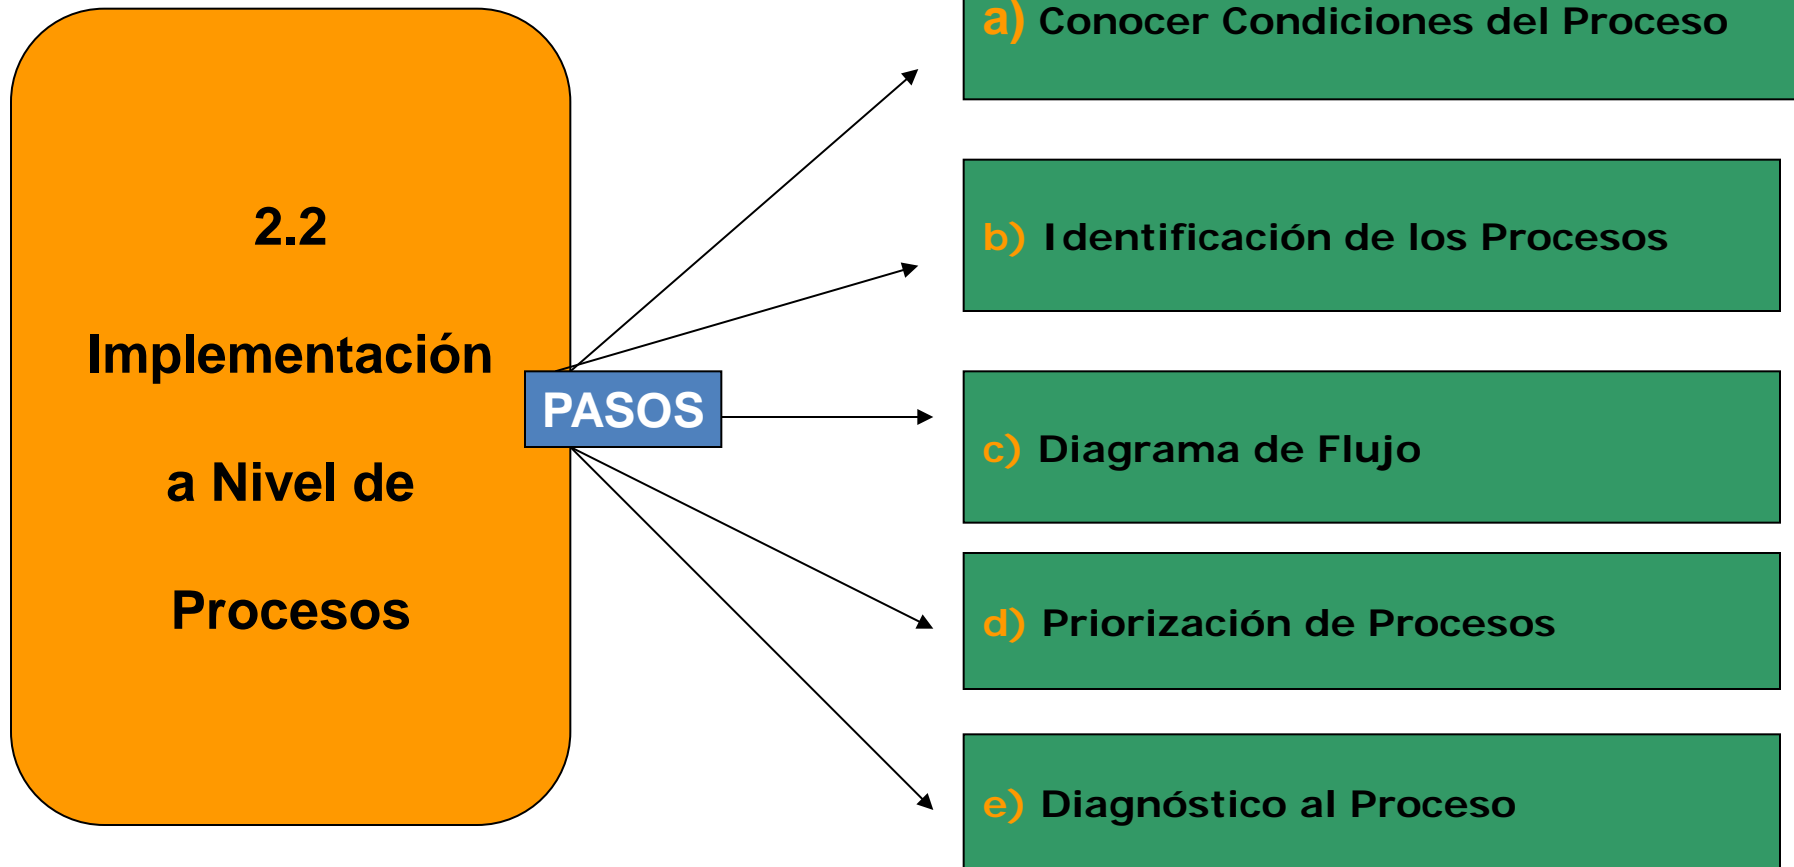 2.2
Implementación
a Nivel de
Procesos
PASOS
a) Conocer Condiciones del Proceso
b) Identificación de los Procesos
c) Diagrama de Flujo
d) Priorización de Procesos
e) Diagnóstico al Proceso